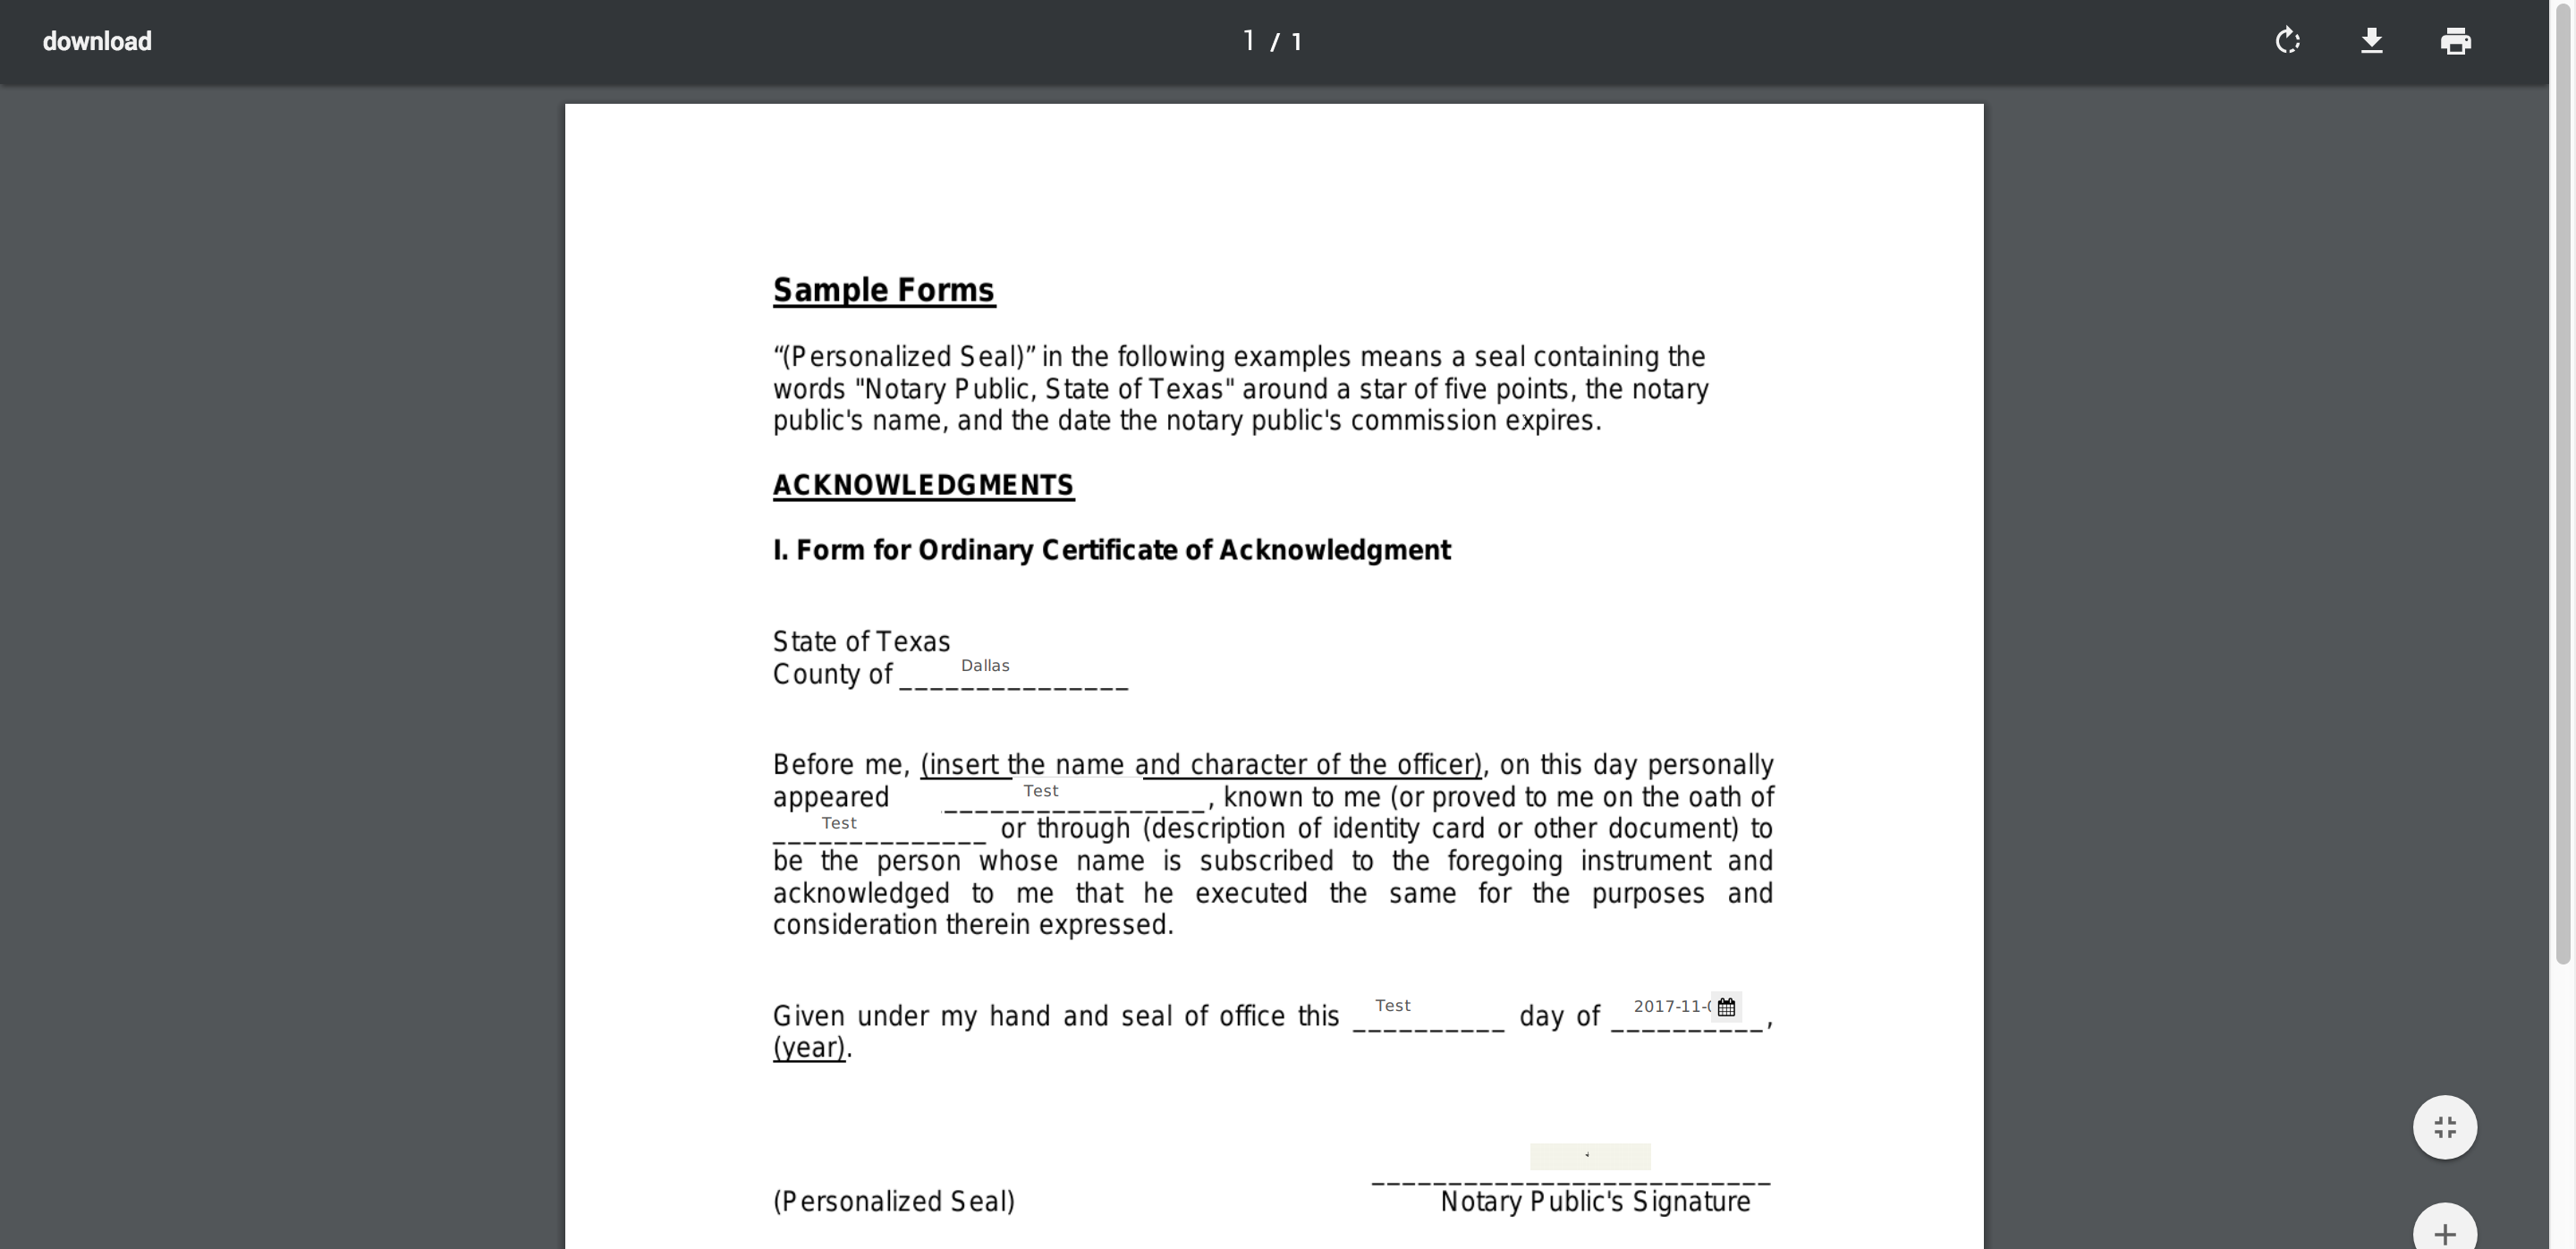 download
1 / 1
Sample Forms
“(Personalized Seal)” in the following examples means a seal containing the
words "Notary Public, State of Texas" around a star of five points, the notary
public's name, and the date the notary public's commission expires.
ACKNOWLEDGMENTS
I. Form for Ordinary Certificate of Acknowledgment
State of Texas
County of _______________ Dallas
Before me, (insert the name and character of the officer), on this day personally
appeared _________________ Test, known to me (or proved to me on the oath of
______________ Test or through (description of identity card or other document) to
be the person whose name is subscribed to the foregoing instrument and
acknowledged to me that he executed the same for the purposes and
consideration therein expressed.
Given under my hand and seal of office this __________ Test day of __________ 2017-11-,
(year).
__________________________
(Personalized Seal) Notary Public's Signature